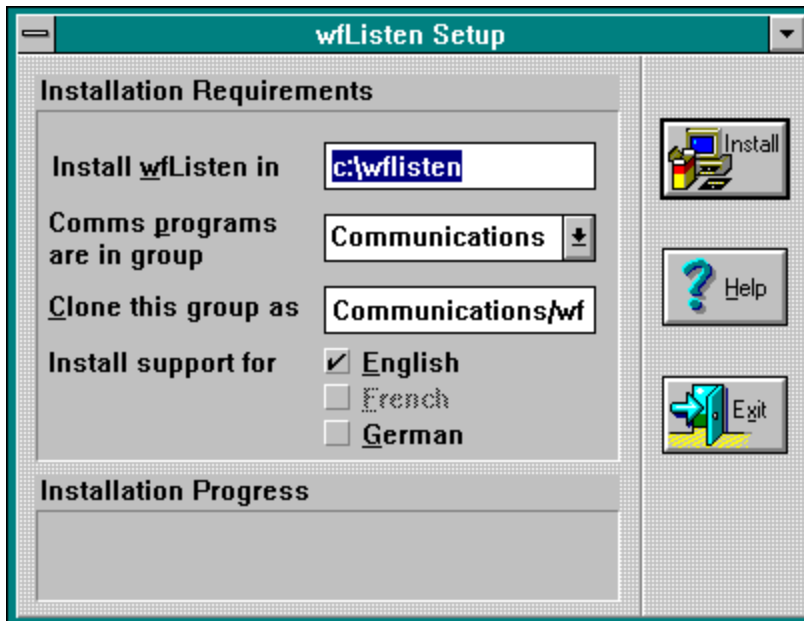 wfListen Setup
Installation Requirements
Install wfListen in
c:\wflisten
Comms programs
are in group
Communications
Clone this group as
Communications/wf
Install support for
English
French
German
Installation Progress
Install
Help
Exit